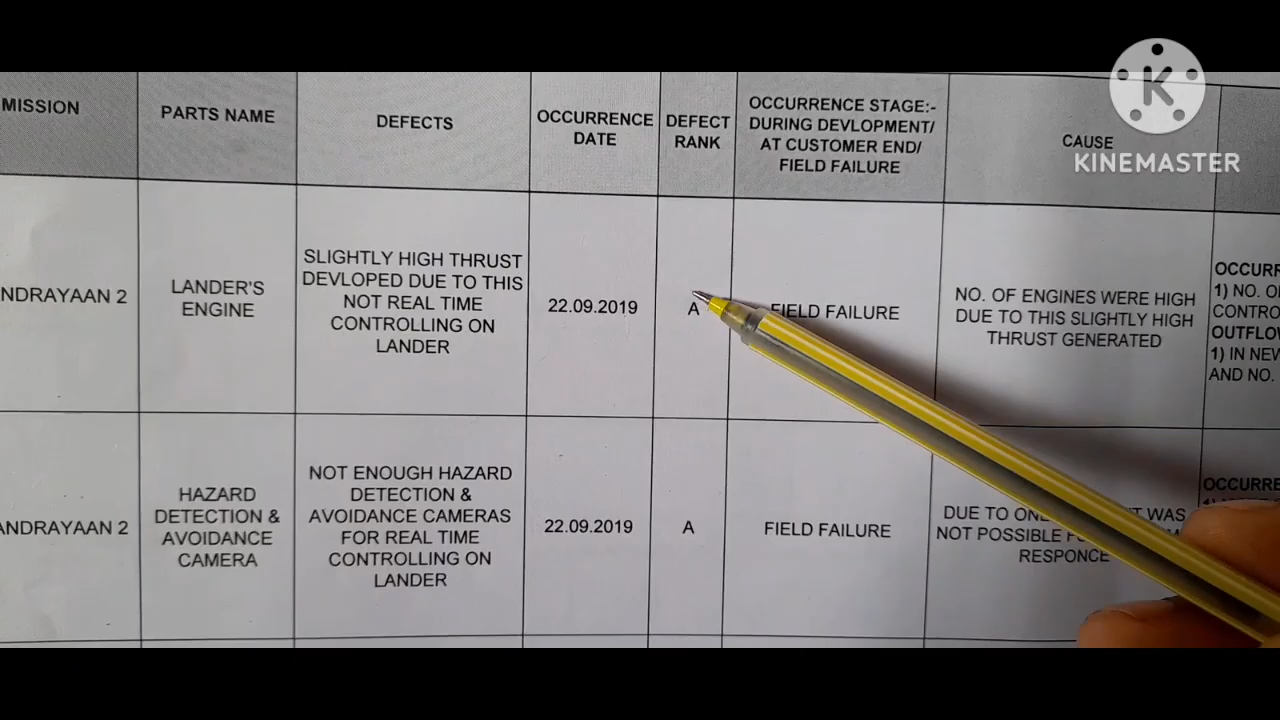 MISSION
PARTS NAME
DEFECTS
OCCURRENCE
DATE
DEFECT
RANK
OCCURRENCE STAGE:-
DURING DEVLOPMENT/
AT CUSTOMER END/
FIELD FAILURE
CAUSE
KINEMASTER
NDRAYAAN 2
LANDER'S
ENGINE
SLIGHTLY HIGH THRUST
DEVLOPED DUE TO THIS
NOT REAL TIME
CONTROLLING ON
LANDER
22.09.2019
A
FIELD FAILURE
NO. OF ENGINES WERE HIGH
DUE TO THIS SLIGHTLY HIGH
THRUST GENERATED
OCCURR
1) NO. O
CONTRO
OUTFLOW
1) IN NEW
AND NO.
ANDRAYAAN 2
HAZARD
DETECTION &
AVOIDANCE
CAMERA
NOT ENOUGH HAZARD
DETECTION &
AVOIDANCE CAMERAS
FOR REAL TIME
CONTROLLING ON
LANDER
22.09.2019
A
FIELD FAILURE
DUE TO WAS
NOT POSSIBLE
RESPONCE
OCCURRE